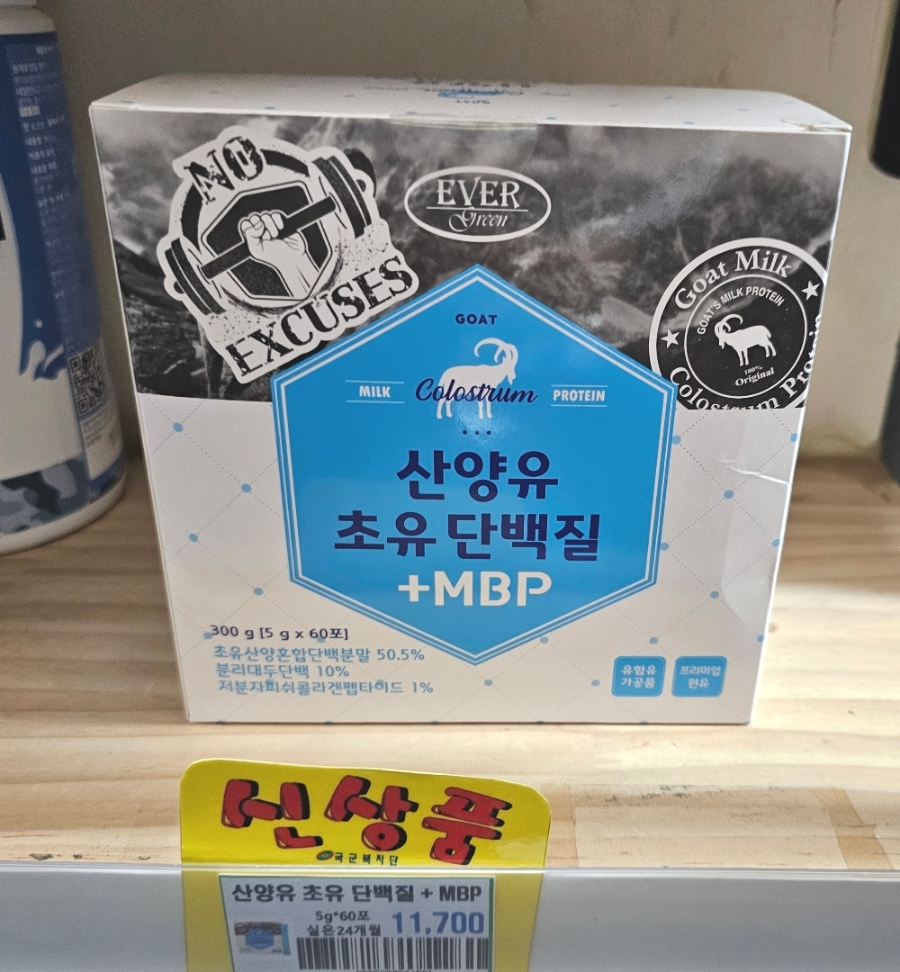 NO
EXCUSES
EVER
Green
Goat Milk
GOAT'S MILK PROTEIN
100%
Original
Colostrum Protein
GOAT
MILK Colostrum PROTEIN
산양유
초유 단백질
+MBP
300 g [5 g x 60포]
초유산양혼합단백분말 50.5%
분리대두단백 10%
저분자피쉬콜라겐펩타이드 1%
유함유
가공품
프리미엄
원유
신상품
국군복지단
산양유 초유 단백질 + MBP
5g*60포
실온24개월 11,700